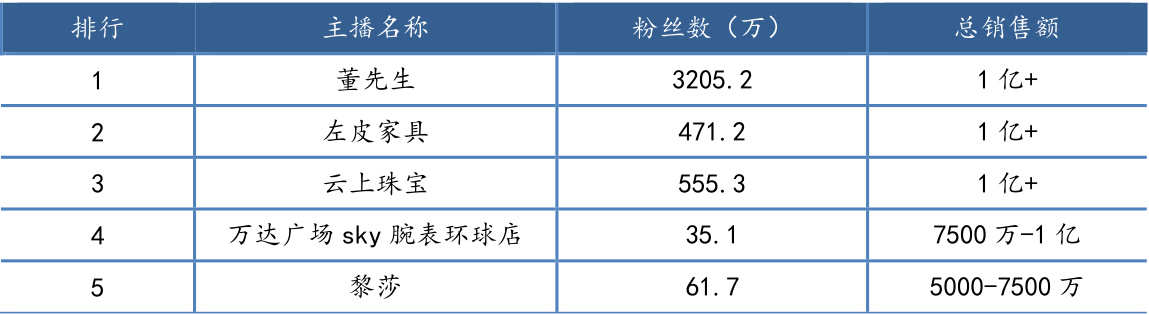 排行 主播名称 粉丝数（万） 总销售额
1 董先生 3205.2 1 亿+
2 左皮家具 471.2 1 亿+
3 云上珠宝 555.3 1 亿+
4 万达广场 sky 腕表环球店 35.1 7500 万-1 亿
5 黎莎 61.7 5000-7500 万